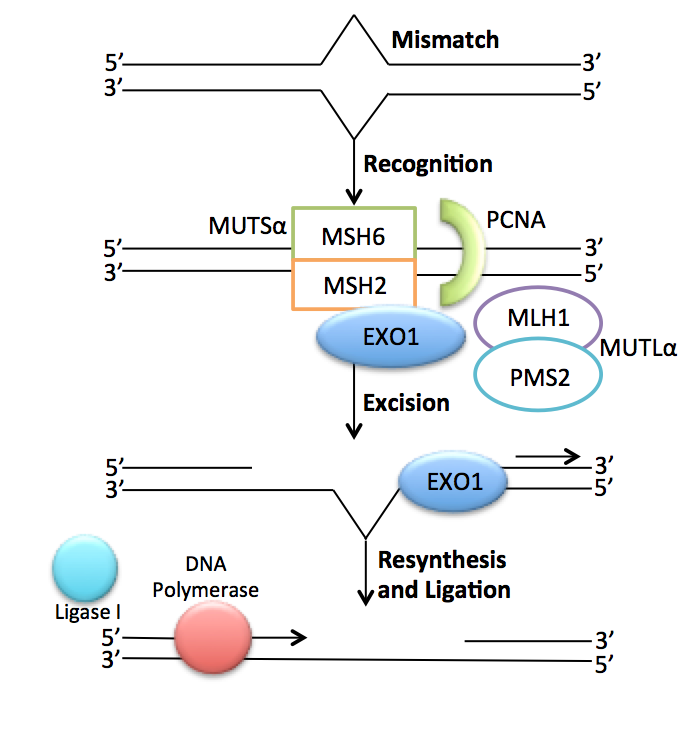 Mismatch
5’ 3’
3’ 5’
Recognition
MUTSα MSH6 PCNA
5’ 3’
3’ 5’
MSH2
EXO1 MLH1
MUTLα
PMS2
Excision
5’ 3’
3’ EXO1 5’
Resynthesis
and Ligation
DNA
Polymerase
Ligase I
5’ 3’
3’ 5’